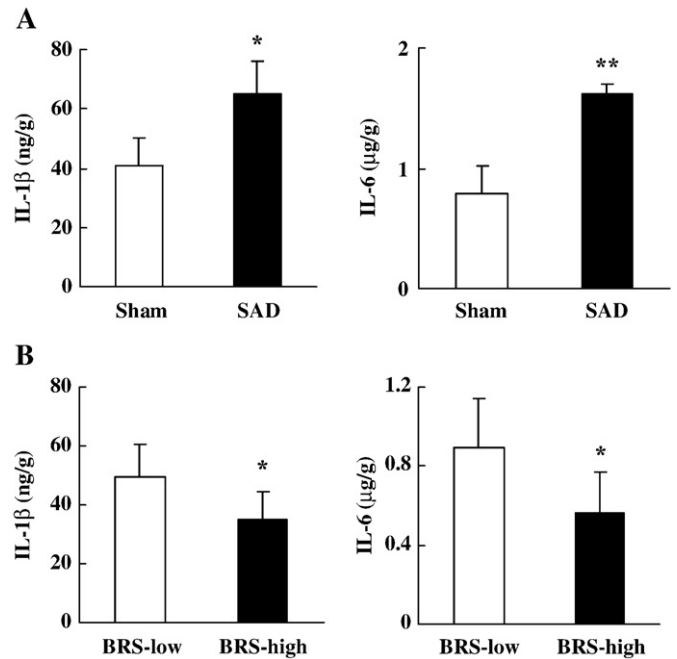 A
IL-1β (ng/g)
80
60
40
20
0
*
Sham SAD
IL-6 (μg/g)
2
1
0
**
Sham SAD
B
IL-1β (ng/g)
80
60
40
20
0
*
BRS-low BRS-high
IL-6 (μg/g)
1.2
0.8
0.4
0
*
BRS-low BRS-high